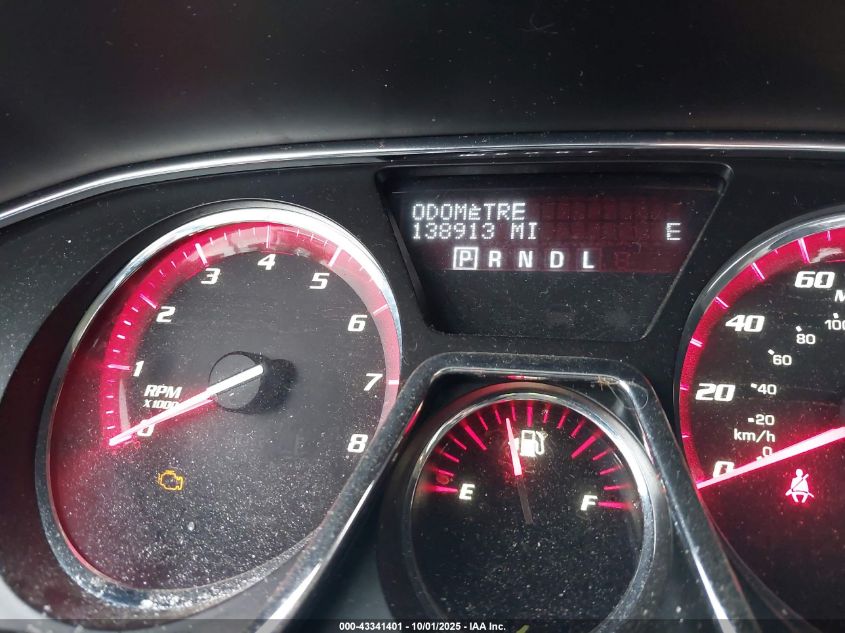 ODOMèTRE
138913 MI E
P R N D L
0 1 2 3 4 5 6 7 8
RPM
X1000
E F
0 20 40 60
0 20 40 60 80
km/h
000-43341401 | 10/01/2025 - IAA Inc.